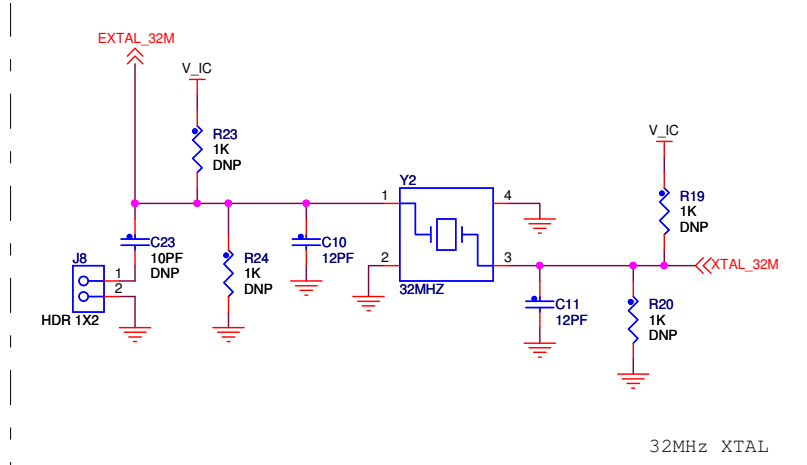 EXTAL_32M
V_IC
R23
1K
DNP
V_IC
Y2
1
4
R19
1K
DNP
C23
10PF
DNP
R24
1K
DNP
C10
12PF
2
3
32MHZ
XTAL_32M
J8
1
2
HDR 1X2
C11
12PF
R20
1K
DNP
32MHz XTAL